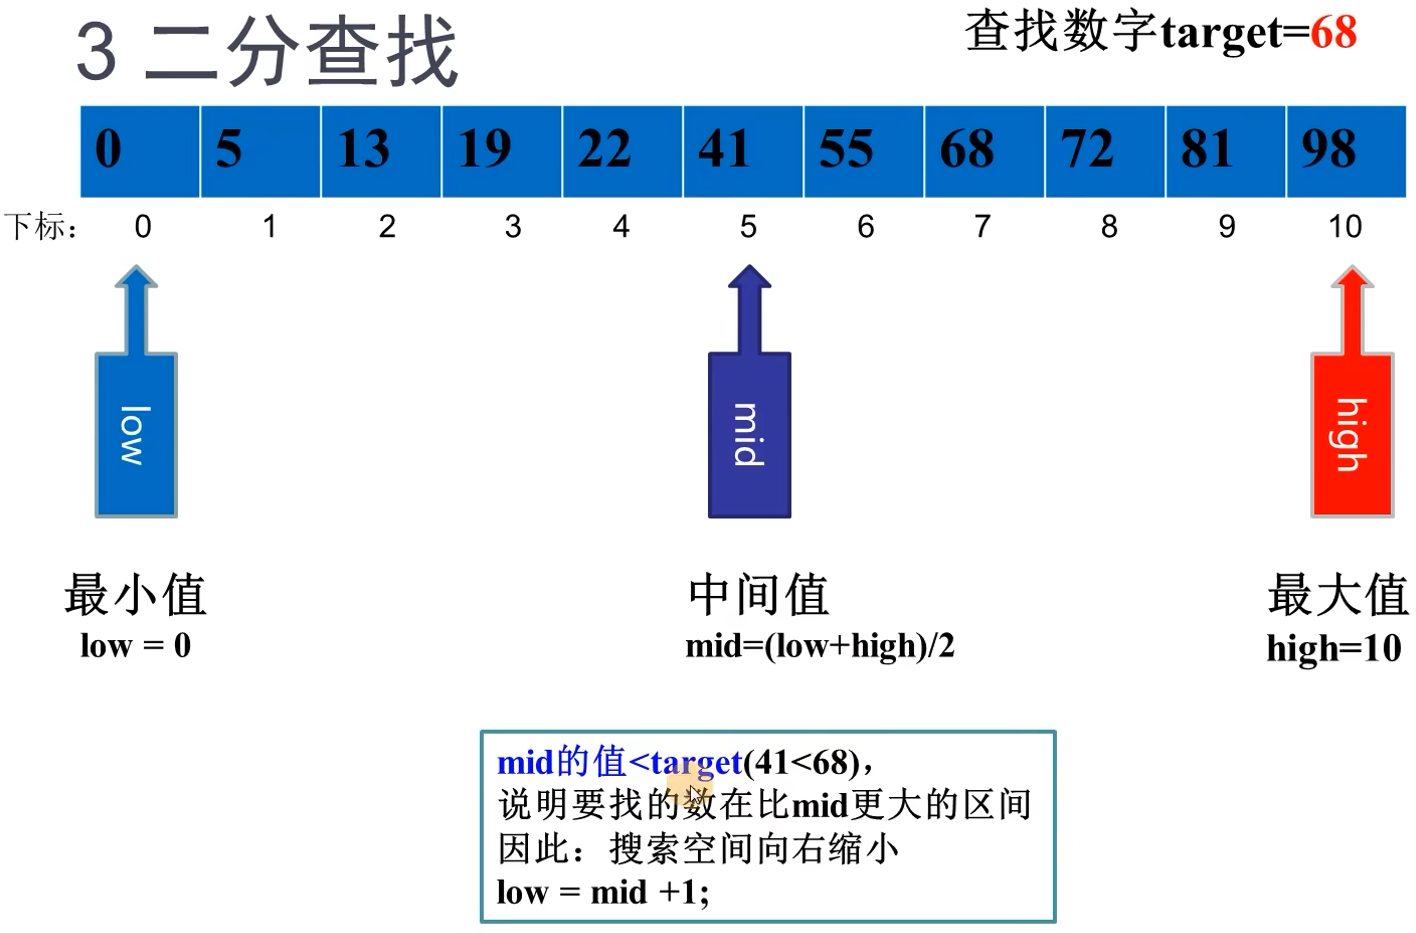 3 二分查找
查找数字target=68
0 5 13 19 22 41 55 68 72 81 98
下标： 0 1 2 3 4 5 6 7 8 9 10
low
mid
high
最小值
low = 0
中间值
mid=(low+high)/2
最大值
high=10
mid的值<target(41<68)，
说明要找的数在比mid更大的区间
因此：搜索空间向右缩小
low = mid +1;